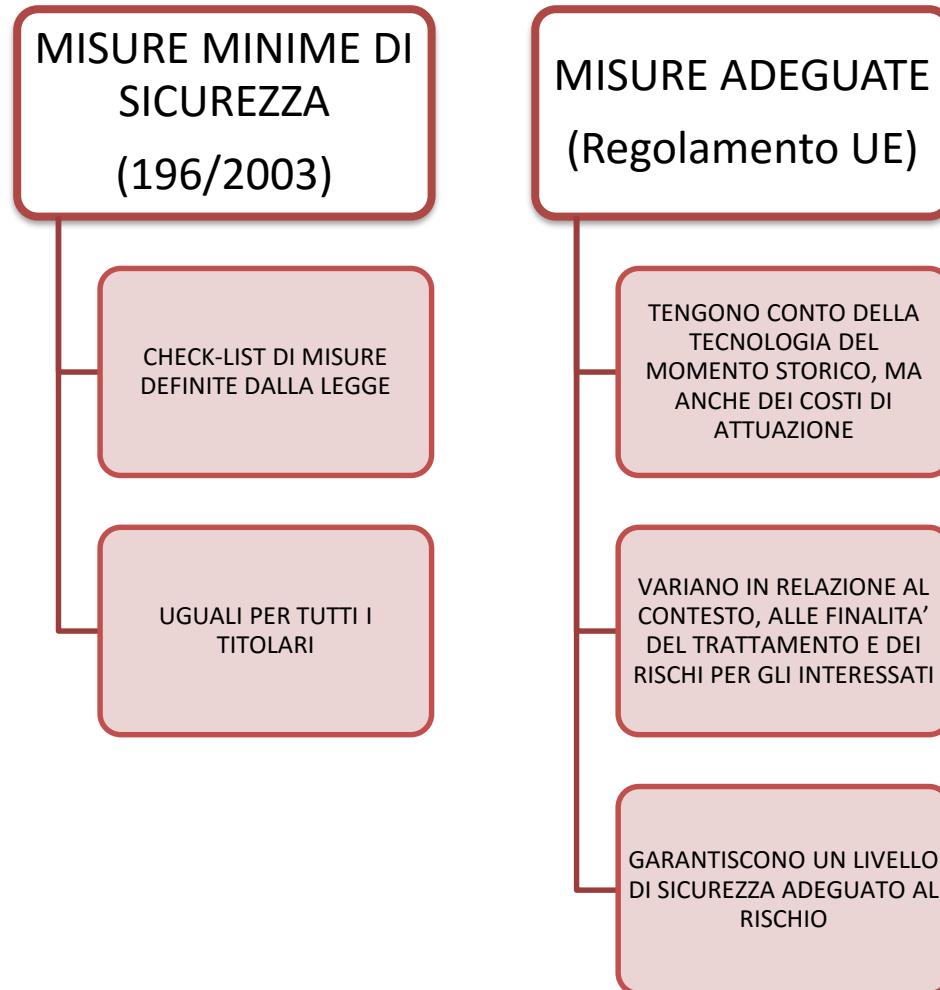 MISURE MINIME DI
SICUREZZA
(196/2003)
CHECK-LIST DI MISURE
DEFINITE DALLA LEGGE
UGUALI PER TUTTI I
TITOLARI
MISURE ADEGUATE
(Regolamento UE)
TENGONO CONTO DELLA
TECNOLOGIA DEL
MOMENTO STORICO, MA
ANCHE DEI COSTI DI
ATTUAZIONE
VARIANO IN RELAZIONE AL
CONTESTO, ALLE FINALITA’
DEL TRATTAMENTO E DEI
RISCHI PER GLI INTERESSATI
GARANTISCONO UN LIVELLO
DI SICUREZZA ADEGUATO AL
RISCHIO